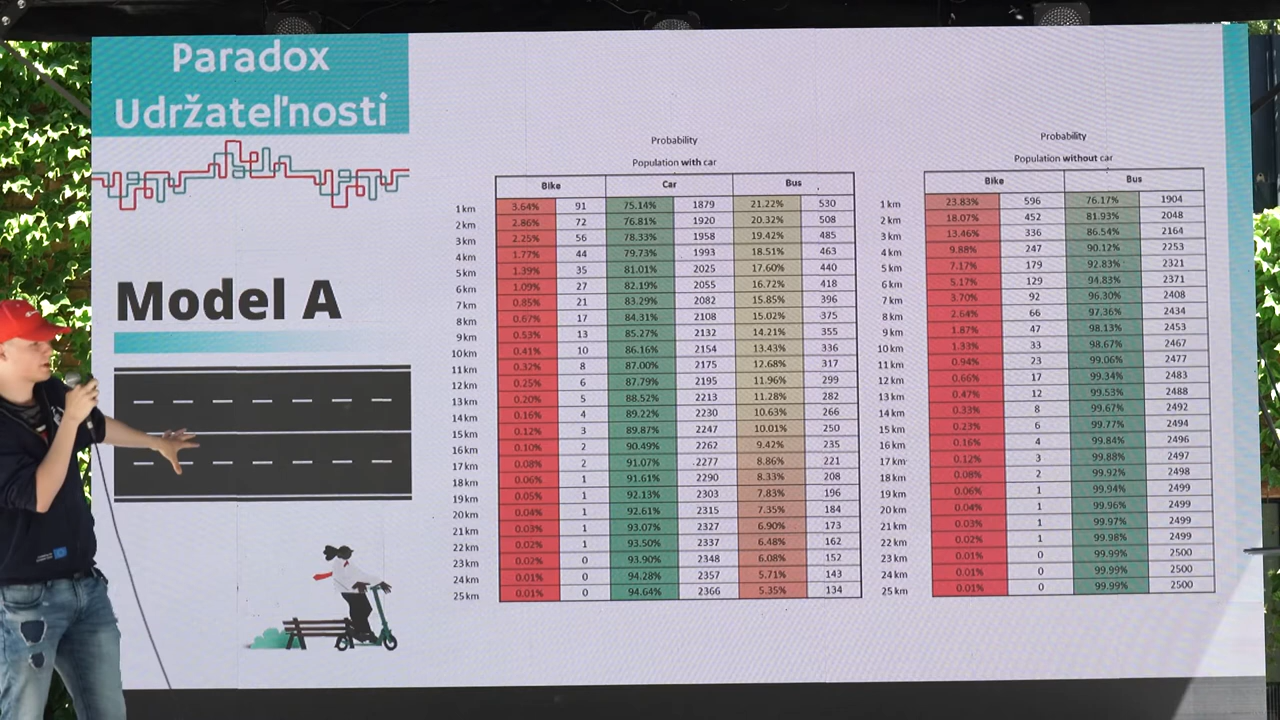 Paradox
Udržateľnosti
Model A
Probability
Population with car
Bike Car Bus
1 km 3.64% 91 75.14% 1879 21.22% 530
2 km 2.86% 72 76.81% 1920 20.32% 508
3 km 2.25% 56 78.33% 1958 19.42% 485
4 km 1.77% 44 79.73% 1993 18.51% 463
5 km 1.39% 35 81.01% 2025 17.60% 440
6 km 1.09% 27 82.19% 2055 16.72% 418
7 km 0.85% 21 83.29% 2082 15.85% 396
8 km 0.67% 17 84.31% 2108 15.02% 375
9 km 0.53% 13 85.27% 2132 14.21% 355
10 km 0.41% 10 86.16% 2154 13.43% 336
11 km 0.32% 8 87.00% 2175 12.68% 317
12 km 0.25% 6 87.79% 2195 11.96% 299
13 km 0.20% 5 88.52% 2213 11.28% 282
14 km 0.16% 4 89.22% 2230 10.63% 266
15 km 0.12% 3 89.87% 2247 10.01% 250
16 km 0.10% 2 90.49% 2262 9.42% 235
17 km 0.08% 2 91.07% 2277 8.86% 221
18 km 0.06% 1 91.61% 2290 8.33% 208
19 km 0.05% 1 92.13% 2303 7.83% 196
20 km 0.04% 1 92.61% 2315 7.35% 184
21 km 0.03% 1 93.07% 2327 6.90% 173
22 km 0.02% 1 93.50% 2337 6.48% 162
23 km 0.02% 0 93.90% 2348 6.08% 152
24 km 0.01% 0 94.28% 2357 5.71% 143
25 km 0.01% 0 94.64% 2366 5.35% 134
Probability
Population without car
Bike Bus
1 km 23.83% 596 76.17% 1904
2 km 18.07% 452 81.93% 2048
3 km 13.46% 336 86.54% 2164
4 km 9.88% 247 90.12% 2253
5 km 7.17% 179 92.83% 2321
6 km 5.17% 129 94.83% 2371
7 km 3.70% 92 96.30% 2408
8 km 2.64% 66 97.36% 2434
9 km 1.87% 47 98.13% 2453
10 km 1.33% 33 98.67% 2467
11 km 0.94% 23 99.06% 2477
12 km 0.66% 17 99.34% 2483
13 km 0.47% 12 99.53% 2488
14 km 0.33% 8 99.67% 2492
15 km 0.23% 6 99.77% 2494
16 km 0.16% 4 99.84% 2496
17 km 0.12% 3 99.88% 2497
18 km 0.08% 2 99.92% 2498
19 km 0.06% 1 99.94% 2499
20 km 0.04% 1 99.96% 2499
21 km 0.03% 1 99.97% 2499
22 km 0.02% 1 99.98% 2499
23 km 0.01% 0 99.99% 2500
24 km 0.01% 0 99.99% 2500
25 km 0.01% 0 99.99% 2500